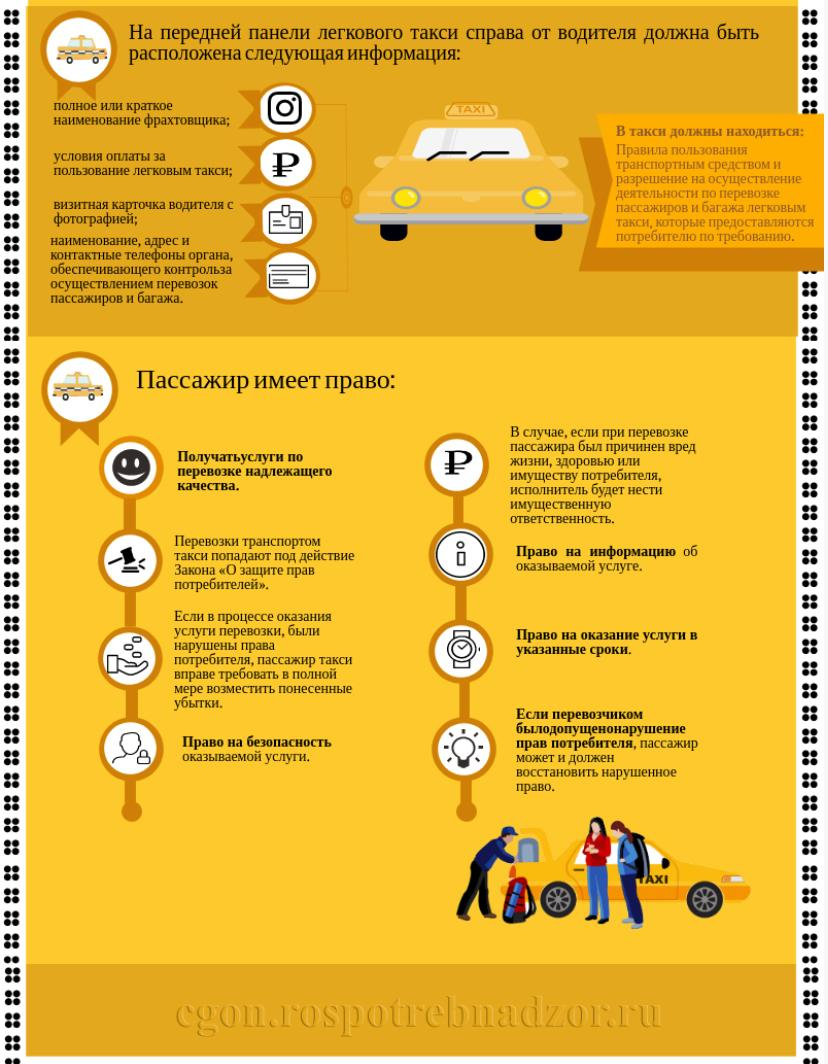 На передней панели легкового такси справа от водителя должна быть
расположена следующая информация:
полное или краткое
наименование фрахтовщика;
условия оплаты за
пользование легковым такси;
визитная карточка водителя с
фотографией;
наименование, адрес и
контактные телефоны органа,
обеспечивающего контрольза
осуществлением перевозок
пассажиров и багажа.
TAXI
В такси должны находиться:
Правила пользования
транспортным средством и
разрешение на осуществление
деятельности по перевозке
пассажиров и багажа легковым
такси, которые предоставляются
потребителю по требованию.
Пассажир имеет право:
Получатьуслуги по
перевозке надлежащего
качества.
Перевозки транспортом
такси попадают под действие
Закона «О защите прав
потребителей».
Если в процессе оказания
услуги перевозки, были
нарушены права
потребителя, пассажир такси
вправе требовать в полной
мере возместить понесенные
убытки.
Право на безопасность
оказываемой услуги.
В случае, если при перевозке
пассажира был причинен вред
жизни, здоровью или
имуществу потребителя,
исполнитель будет нести
имущественную
ответственность.
Право на информацию об
оказываемой услуге.
Право на оказание услуги в
указанные сроки.
Если перевозчиком
былодопущенонарушение
прав потребителя, пассажир
может и должен
восстановить нарушенное
право.
TAXI
cgon.rospotrebnadzor.ru